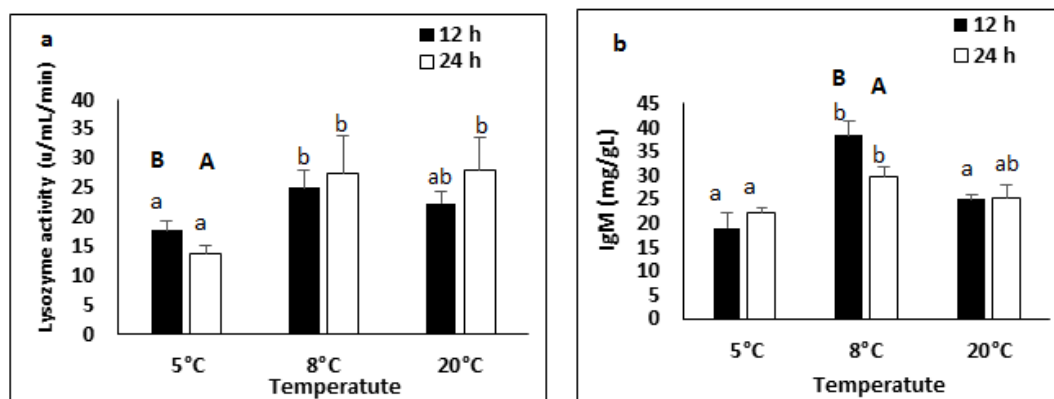 a
12 h
24 h
Lysozyme activity (u/mL/min)
40
35
30
25
20
15
10
5
0
B A
a a
b b
ab b
5°C 8°C 20°C
Temperatute
b
12 h
24 h
IgM (mg/gL)
45
40
35
30
25
20
15
10
5
0
B A
a a
b b
a ab
5°C 8°C 20°C
Temperatute